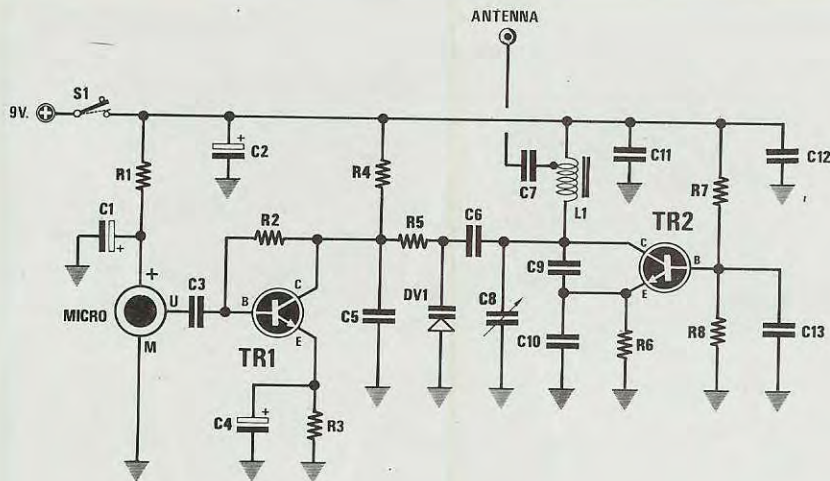 ANTENNA
S1
9V.
C2
R1
R4
C11
C12
C7
L1
R7
C1
+
+
R2
R5
C6
TR2
C3
C
C
B
E
MICRO
+
U
B
DV1
C8
C9
C5
R8
C13
M
E
TR1
C10
R6
C4
+
R3